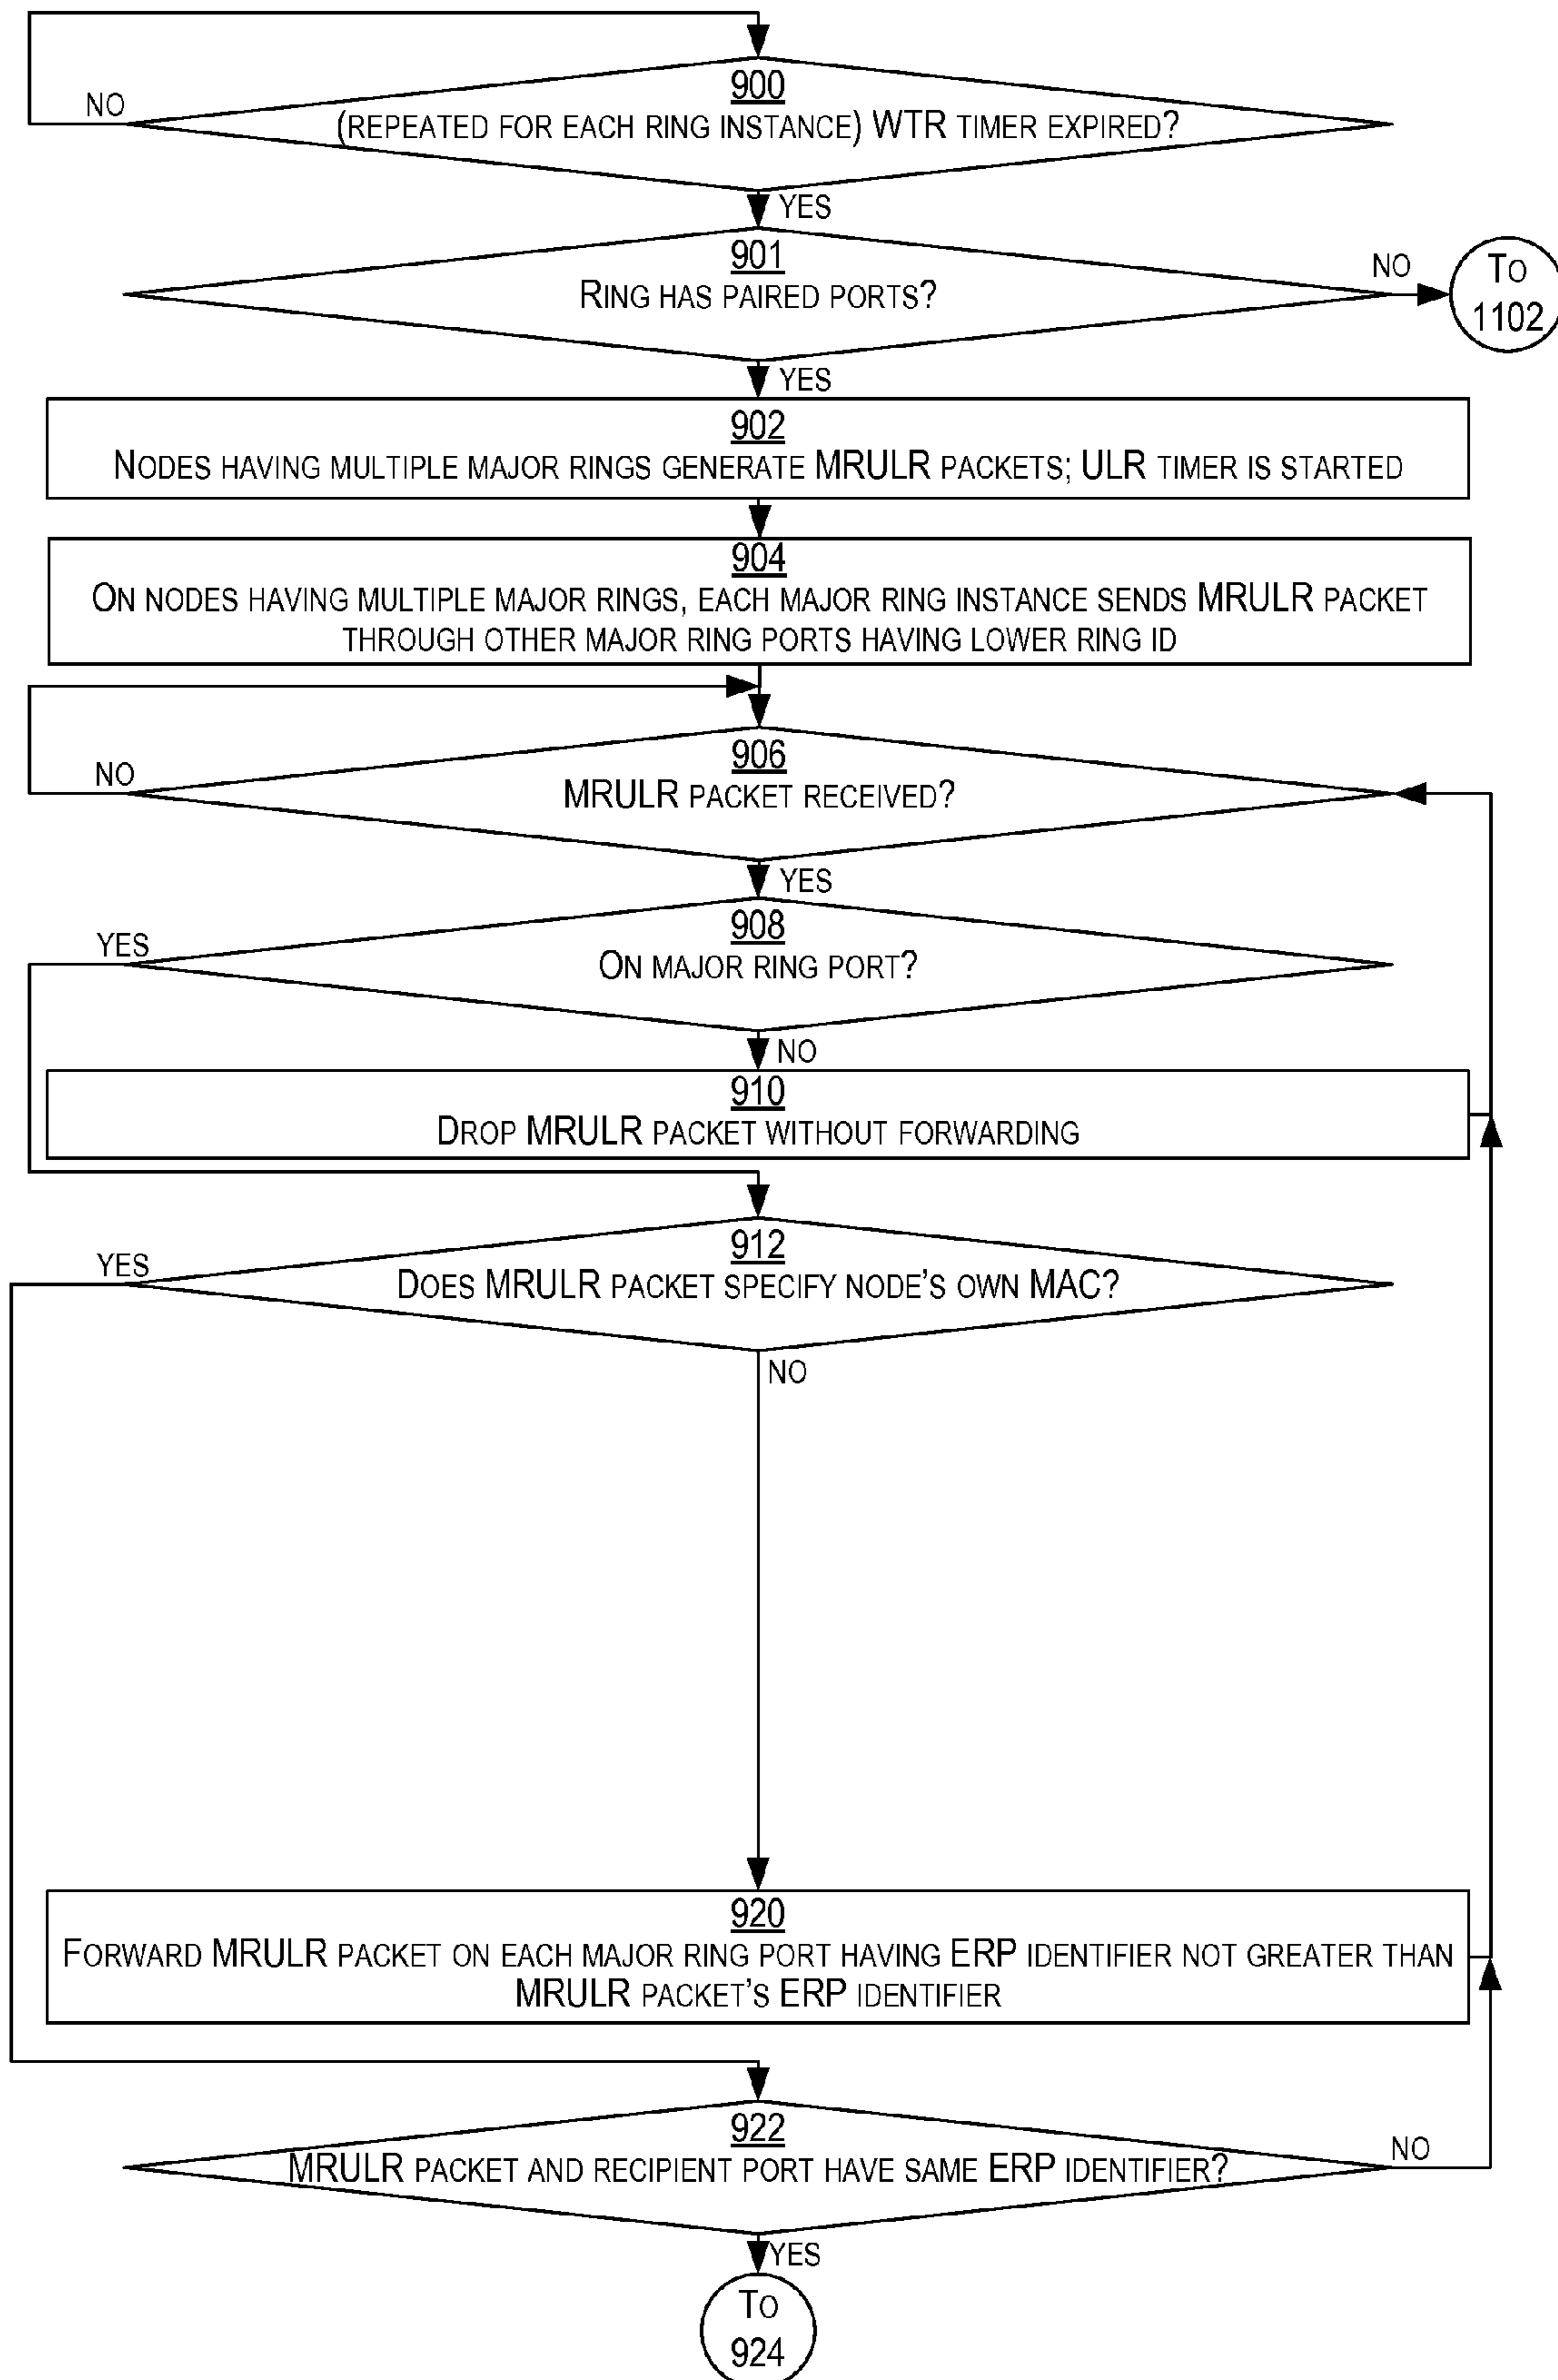 900
NO
(REPEATED FOR EACH RING INSTANCE) WTR TIMER EXPIRED?
YES
901
NO
RING HAS PAIRED PORTS?
TO
1102
YES
902
NODES HAVING MULTIPLE MAJOR RINGS GENERATE MRULR PACKETS; ULR TIMER IS STARTED
904
ON NODES HAVING MULTIPLE MAJOR RINGS, EACH MAJOR RING INSTANCE SENDS MRULR PACKET
THROUGH OTHER MAJOR RING PORTS HAVING LOWER RING ID
906
NO
MRULR PACKET RECEIVED?
YES
908
YES
ON MAJOR RING PORT?
NO
910
DROP MRULR PACKET WITHOUT FORWARDING
912
YES
DOES MRULR PACKET SPECIFY NODE'S OWN MAC?
NO
920
FORWARD MRULR PACKET ON EACH MAJOR RING PORT HAVING ERP IDENTIFIER NOT GREATER THAN
MRULR PACKET'S ERP IDENTIFIER
922
NO
MRULR PACKET AND RECIPIENT PORT HAVE SAME ERP IDENTIFIER?
YES
TO
924